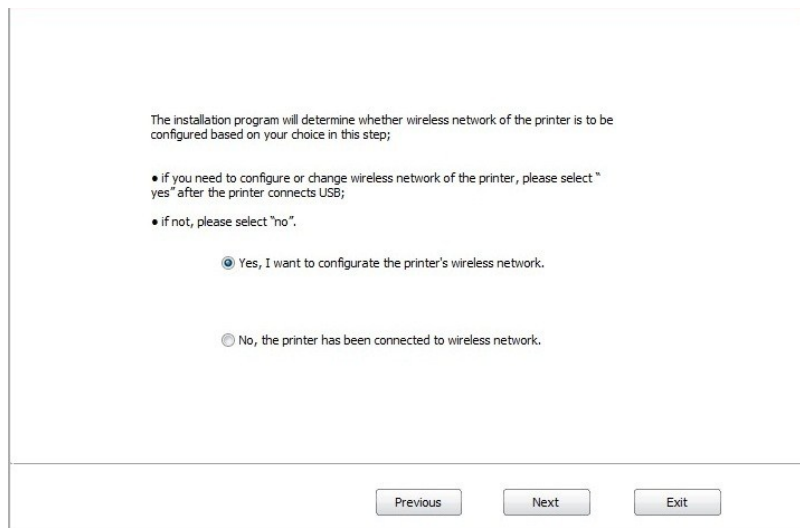 The installation program will determine whether wireless network of the printer is to be
configured based on your choice in this step;
● if you need to configure or change wireless network of the printer, please select “
yes” after the printer connects USB;
● if not, please select “no”.
Yes, I want to configurate the printer's wireless network.
No, the printer has been connected to wireless network.
Previous Next Exit